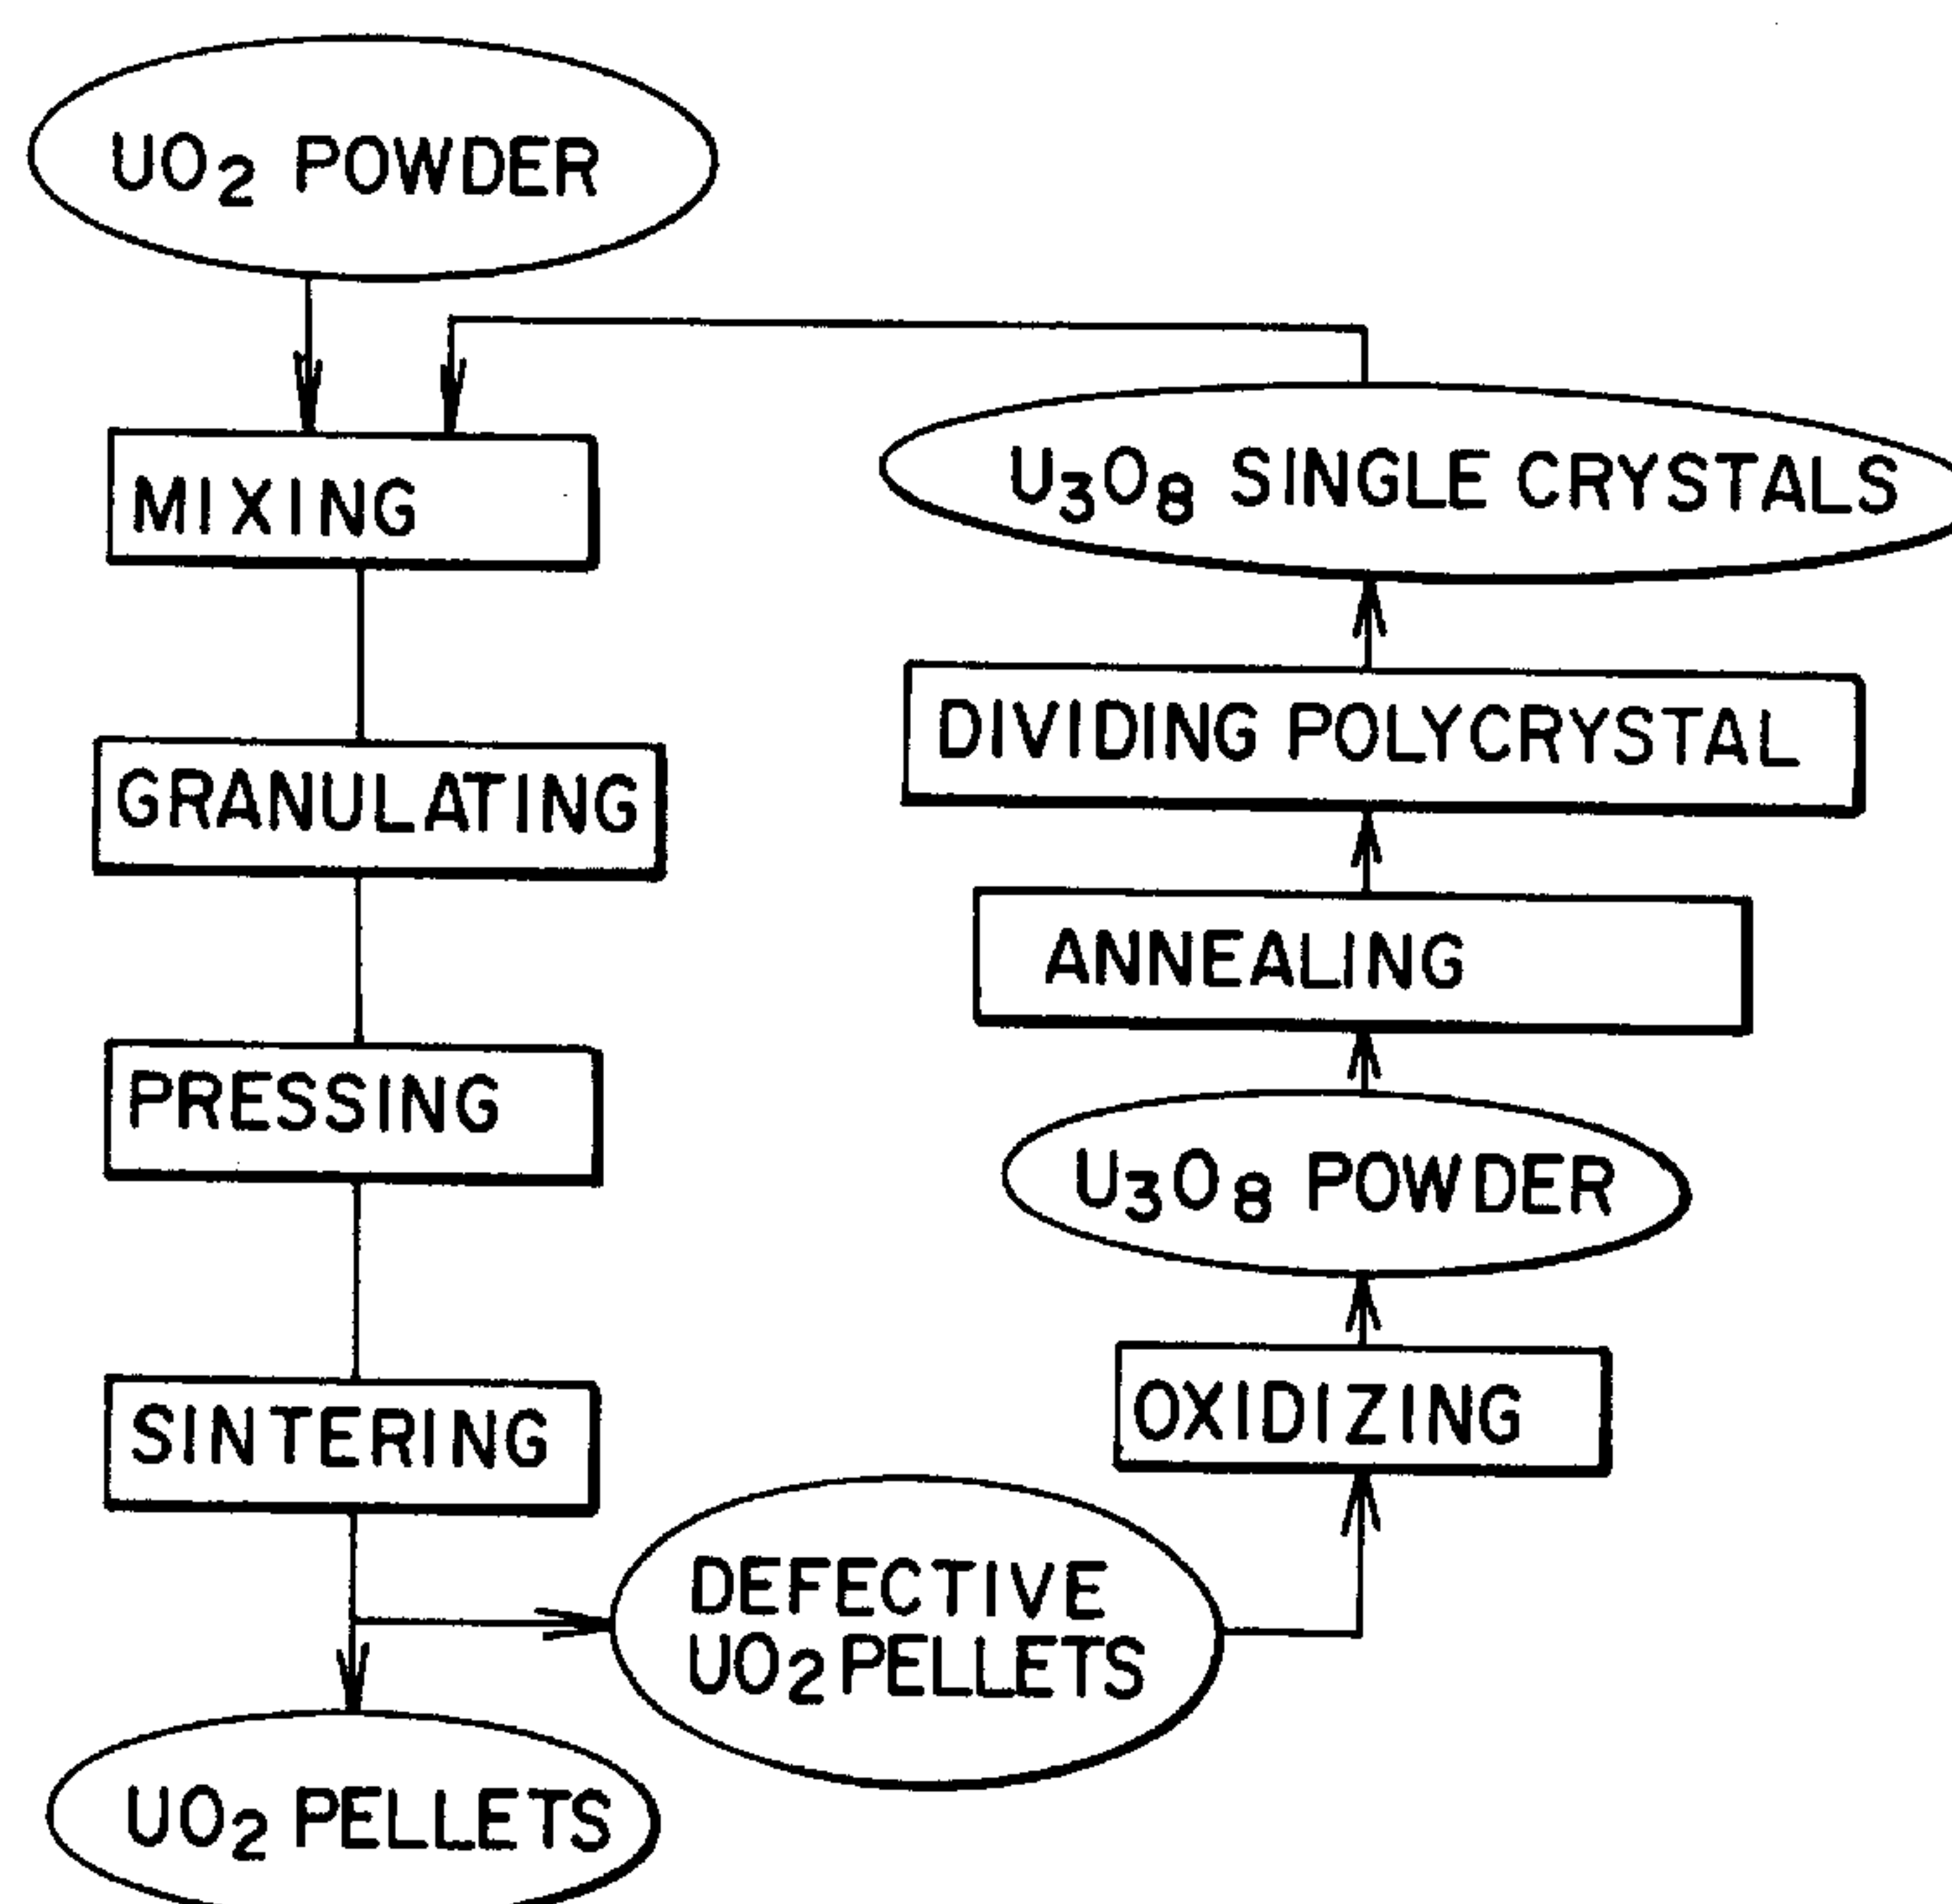 UO₂ POWDER
MIXING
GRANULATING
PRESSING
SINTERING
UO₂ PELLETS
DEFECTIVE
UO₂ PELLETS
OXIDIZING
U₃O₈ POWDER
ANNEALING
DIVIDING POLYCRYSTAL
U₃O₈ SINGLE CRYSTALS